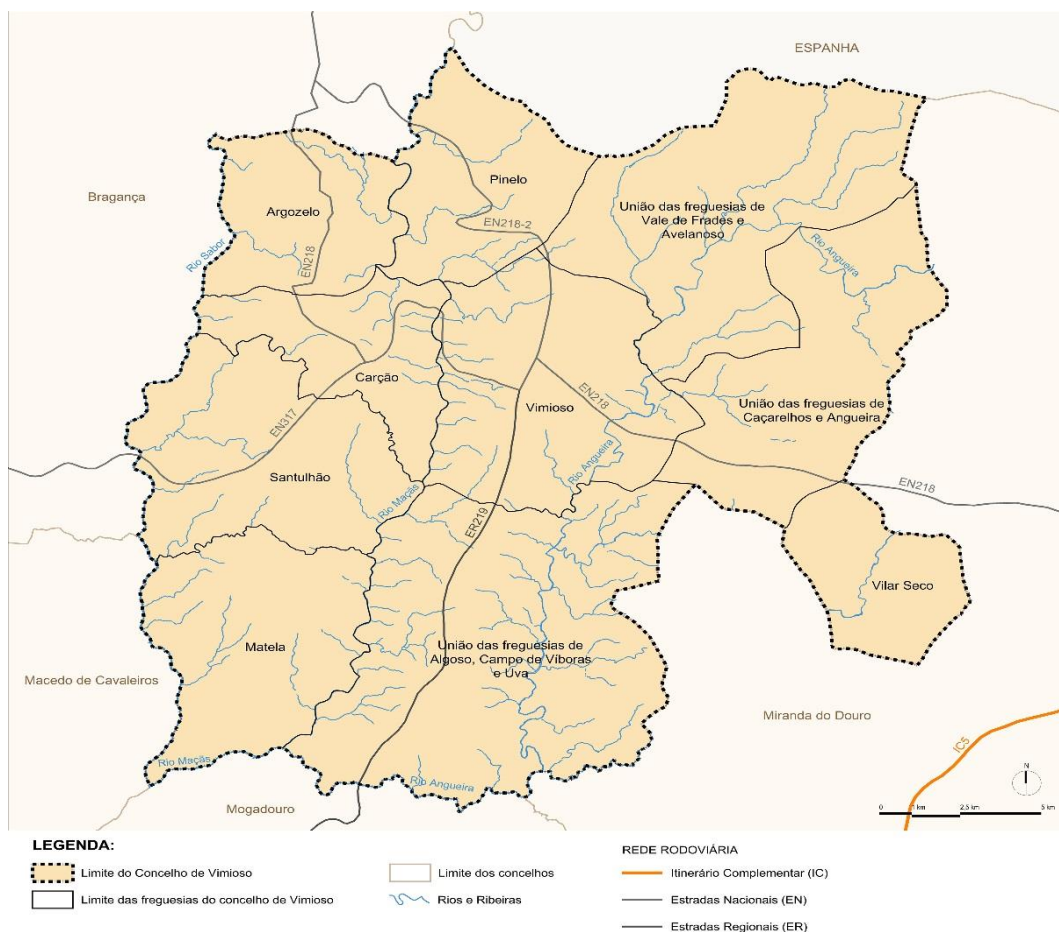 ESPANHA
Bragança
Pinelo
Argozelo
União das freguesias de
Vale de Frades e
Avelanoso
EN218-2
Rio Sabor
EN218
Rio Angueira
Carção
EN218
Vimioso
União das freguesias de
Caçarelhos e Angueira
EN317
Santulhão
Rio Angueira
Rio Maçãs
EN218
ER219
Vilar Seco
Matela
União das freguesias de
Algoso, Campo de Víboras
e Uva
Macedo de Cavaleiros
Miranda do Douro
IC5
Rio Maçãs
Rio Angueira
Mogadouro
N
0 1 km 2.5 km 5 km
LEGENDA:
Limite do Concelho de Vimioso
Limite das freguesias do concelho de Vimioso
Limite dos concelhos
Rios e Ribeiras
REDE RODOVIÁRIA
Itinerário Complementar (IC)
Estradas Nacionais (EN)
Estradas Regionais (ER)